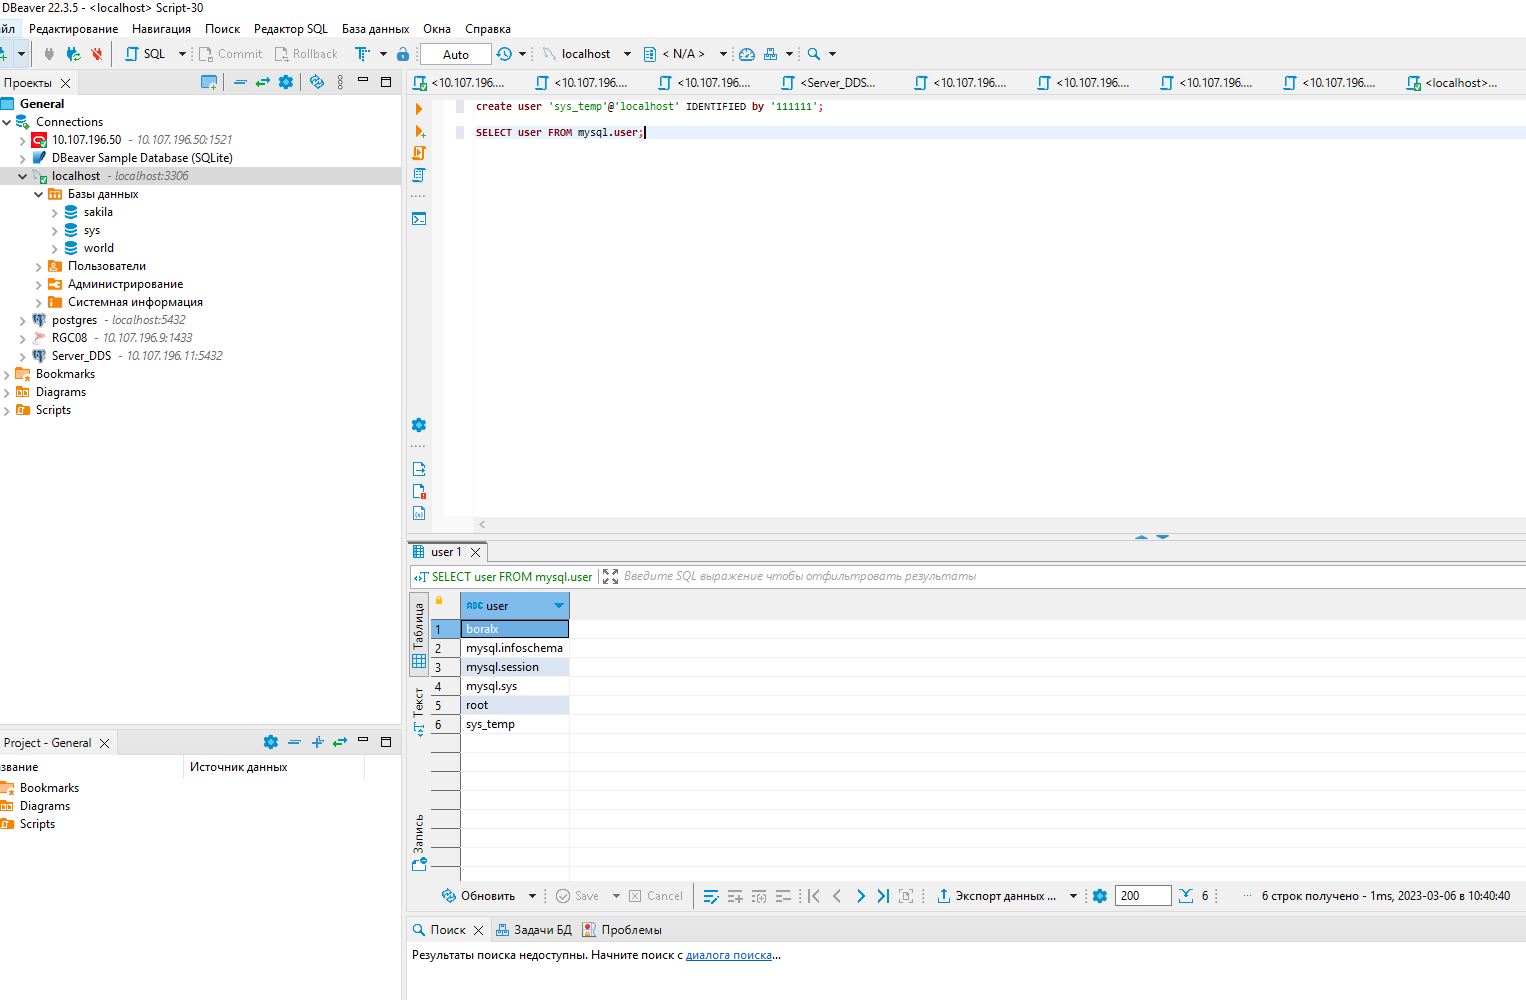 DBeaver 22.3.5 - <localhost> Script-30
йл Редактирование Навигация Поиск Редактор SQL База данных Окна Справка
SQL Commit Rollback Auto localhost < N/A >
Проекты
<10.107.196.... <10.107.196.... <10.107.196.... <Server_DDS... <10.107.196.... <10.107.196.... <10.107.196.... <10.107.196.... <localhost>...
General
Connections
10.107.196.50 - 10.107.196.50:1521
DBeaver Sample Database (SQLite)
localhost - localhost:3306
Базы данных
sakila
sys
world
Пользователи
Администрирование
Системная информация
postgres - localhost:5432
RGC08 - 10.107.196.9:1433
Server_DDS - 10.107.196.11:5432
Bookmarks
Diagrams
Scripts
create user 'sys_temp'@'localhost' IDENTIFIED by '111111';
SELECT user FROM mysql.user;
user 1
SELECT user FROM mysql.user Введите SQL выражение чтобы отфильтровать результаты
Таблица
Текст
Запись
ABC user
1 boralx
2 mysql.infoschema
3 mysql.session
4 mysql.sys
5 root
6 sys_temp
Обновить Save Cancel Экспорт данных ... 200 6 ... 6 строк получено - 1ms, 2023-03-06 в 10:40:40
Project - General
звание Источник данных
Bookmarks
Diagrams
Scripts
Поиск Задачи БД Проблемы
Результаты поиска недоступны. Начните поиск с диалога поиска...